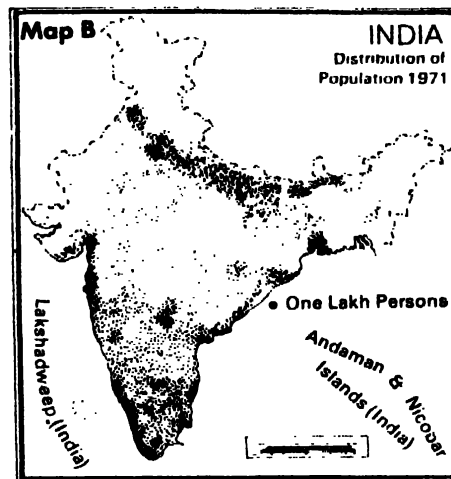 Map B
INDIA
Distribution of
Population 1971
One Lakh Persons
Lakshadweep (India)
Andaman & Nicobar
Islands (India)